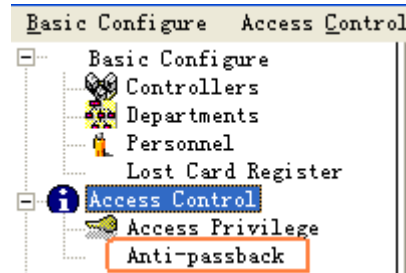 Basic Configure Access Control
Basic Configure
Controllers
Departments
Personnel
Lost Card Register
Access Control
Access Privilege
Anti-passback